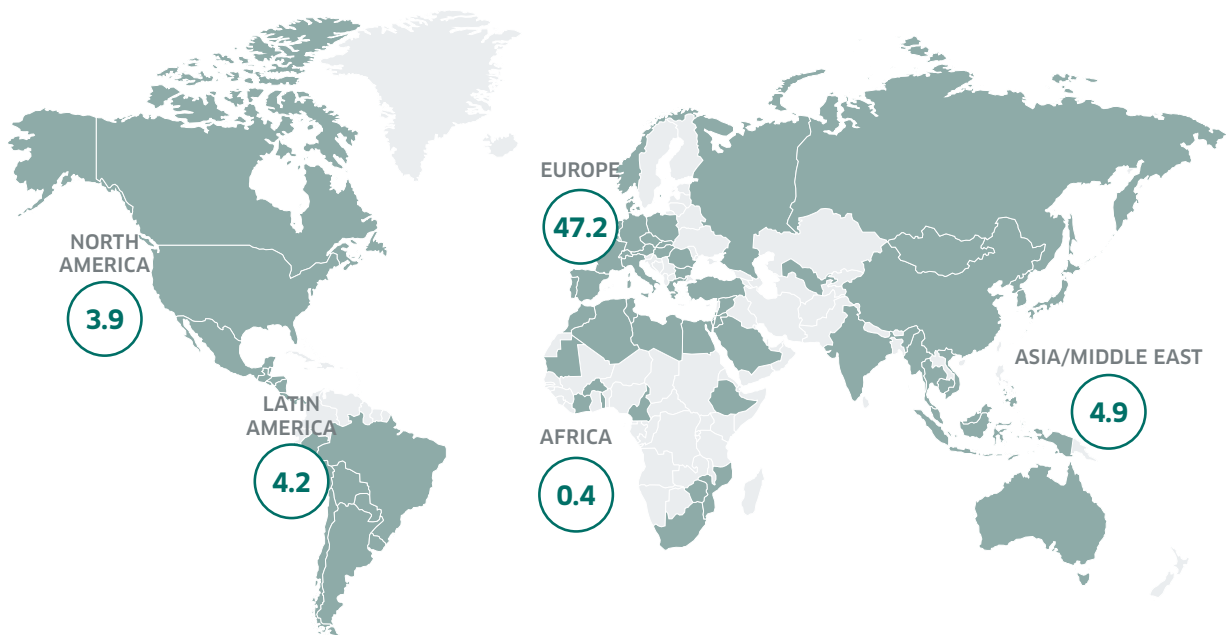 EUROPE
47.2
NORTH
AMERICA
3.9
ASIA/MIDDLE EAST
4.9
LATIN
AMERICA
4.2
AFRICA
0.4